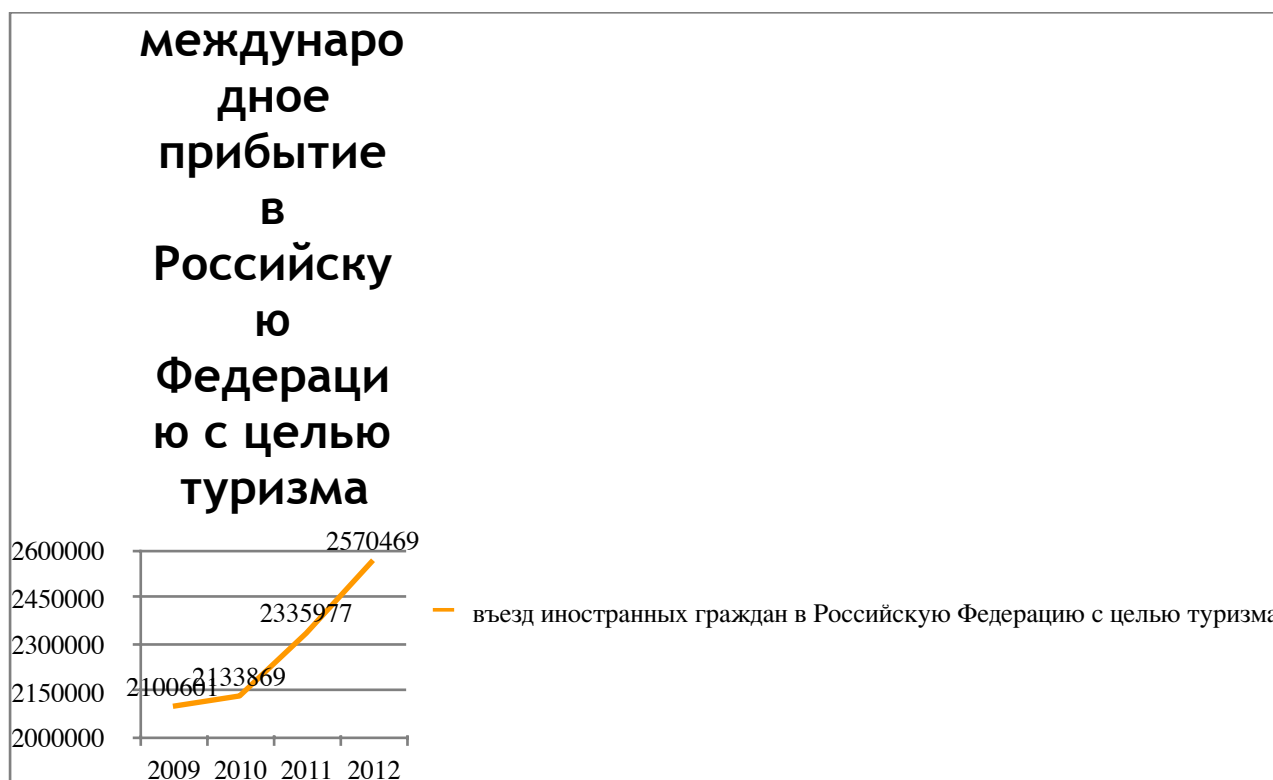 междунаро
дное
прибытие
в
Российску
ю
Федераци
ю с целью
туризма
2600000
2450000
2300000
2150000
2000000
2570469
2335977
2133869
2100601
2009 2010 2011 2012
въезд иностранных граждан в Российскую Федерацию с целью туризма